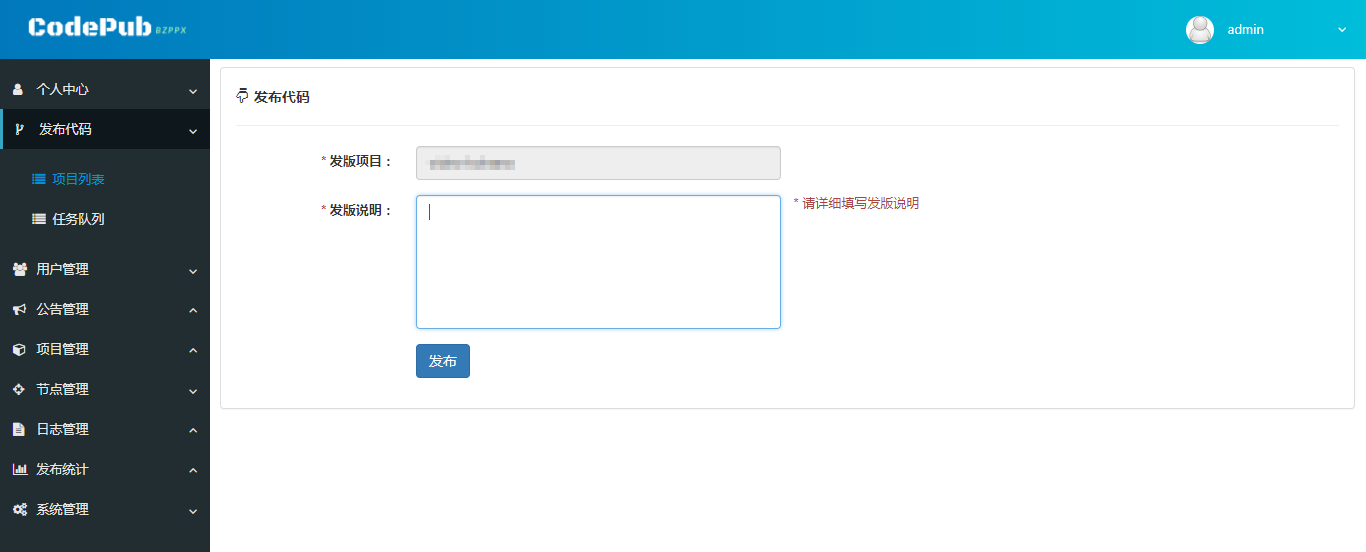 CodePub BZPPX
admin
个人中心
发布代码
项目列表
任务队列
用户管理
公告管理
项目管理
节点管理
日志管理
发布统计
系统管理
发布代码
* 发版项目：
* 发版说明：
* 请详细填写发版说明
发布